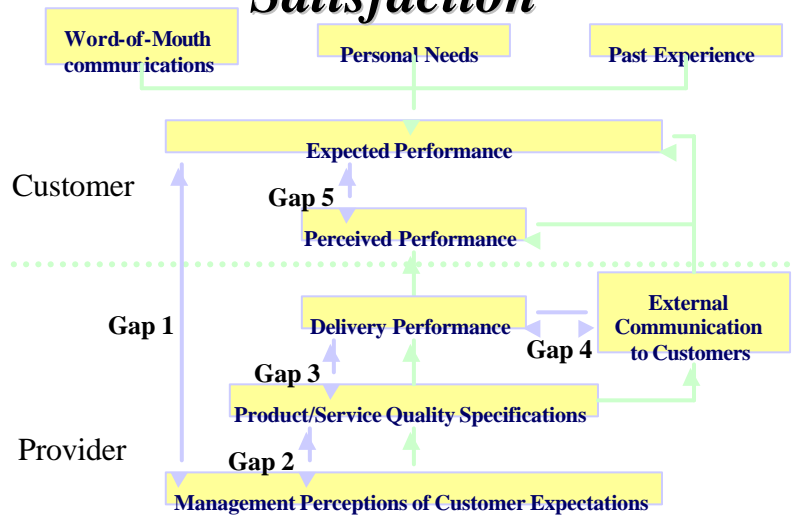 Satisfaction
Word-of-Mouth
communications
Personal Needs
Past Experience
Expected Performance
Customer
Gap 5
Perceived Performance
Gap 1
Delivery Performance
External
Communication
to Customers
Gap 4
Gap 3
Product/Service Quality Specifications
Provider
Gap 2
Management Perceptions of Customer Expectations